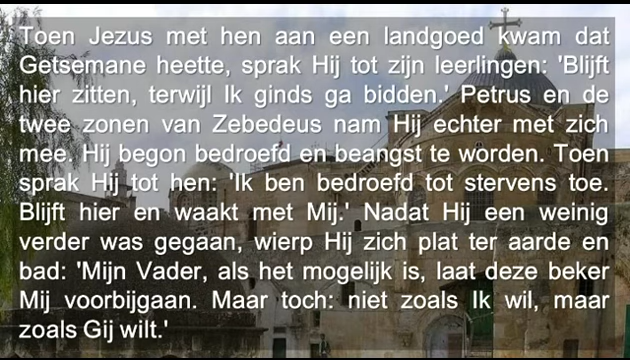 Toen Jezus met hen aan een landgoed kwam dat
Getsemane heette, sprak Hij tot zijn leerlingen: 'Blijft
hier zitten, terwijl Ik ginds ga bidden.' Petrus en de
twee zonen van Zebedeus nam Hij echter met zich
mee. Hij begon bedroefd en beangst te worden. Toen
sprak Hij tot hen: 'Ik ben bedroefd tot stervens toe.
Blijft hier en waakt met Mij.' Nadat Hij een weinig
verder was gegaan, wierp Hij zich plat ter aarde en
bad: 'Mijn Vader, als het mogelijk is, laat deze beker
Mij voorbijgaan. Maar toch: niet zoals Ik wil, maar
zoals Gij wilt.'